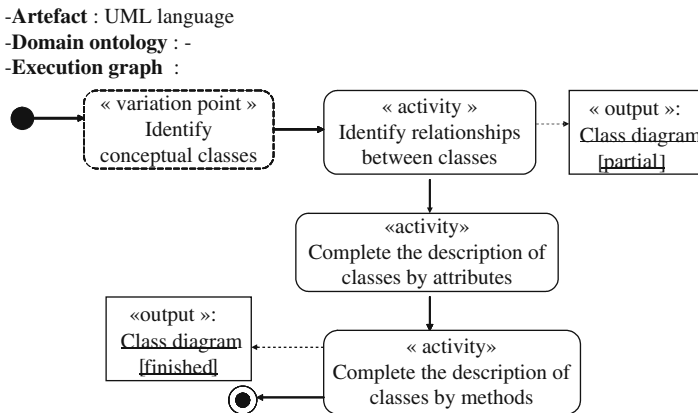 -Artefact : UML language
-Domain ontology : -
-Execution graph :
« variation point »
Identify
conceptual classes
« activity »
Identify relationships
between classes
« output »:
Class diagram
[partial]
«activity»
Complete the description of
classes by attributes
«output »:
Class diagram
[finished]
« activity»
Complete the description of
classes by methods